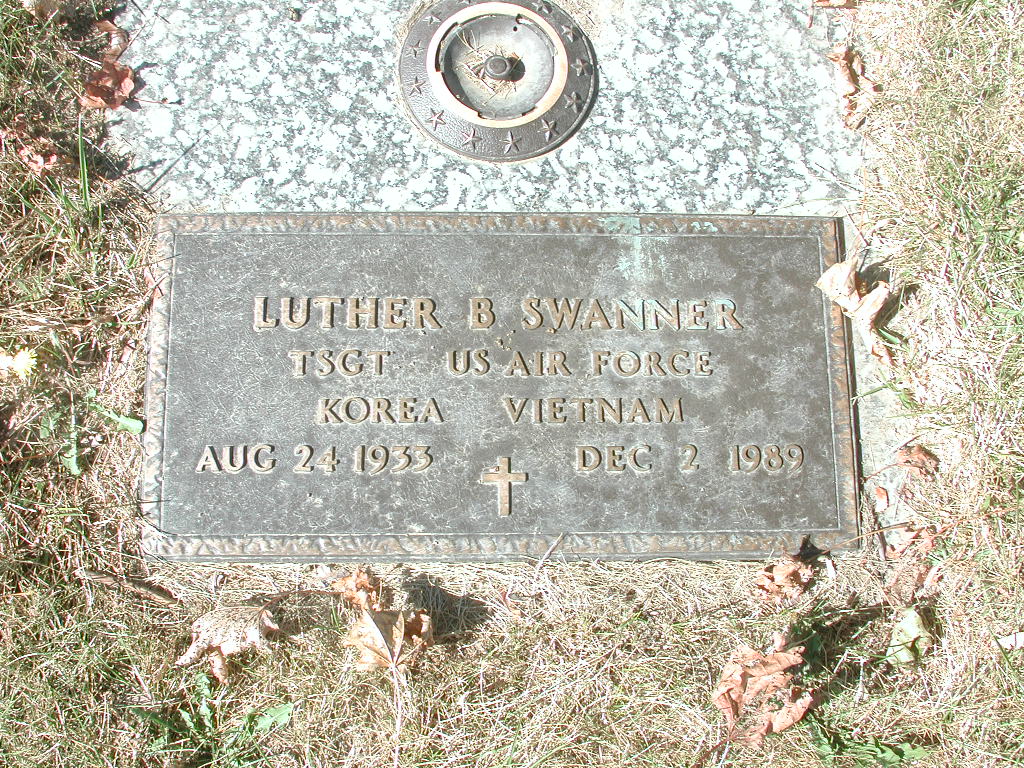 LUTHER B SWANNER
TSGT US AIR FORCE
KOREA VIETNAM
AUG 24 1933 DEC 2 1989